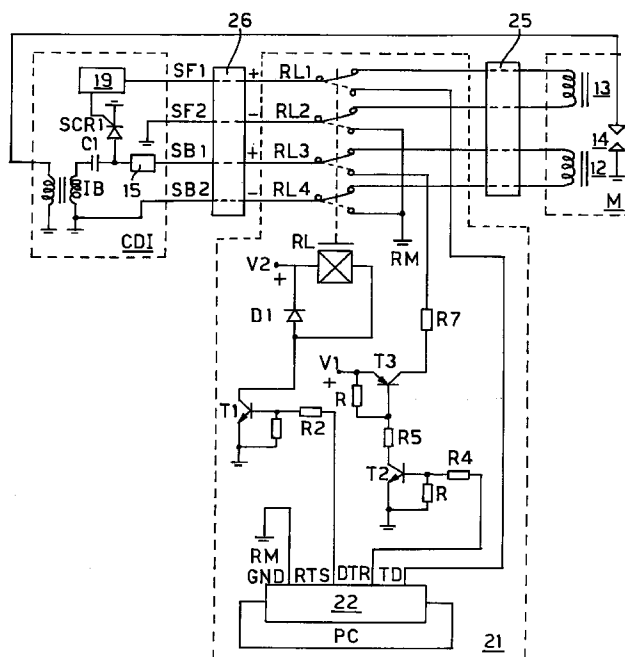 26
25
19
SF1
+
RL1
13
SCR1
SF2
-
RL2
C1
SB1
+
RL3
14
IB
15
SB2
-
RL4
12
CDI
M
RL
RM
V2
+
D1
R7
V1
+
T3
R
T1
R2
R5
R4
T2
R
RM
GND
RTS
DTR
TD
22
PC
21